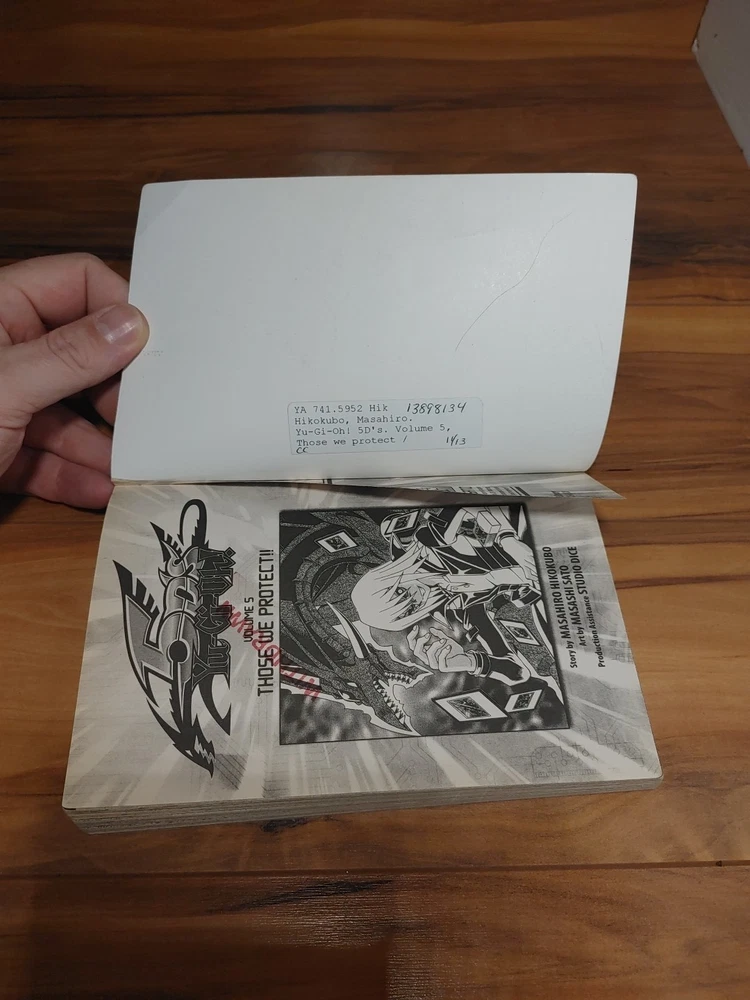 YA 741.5952 Hik 13898134
Hikokubo, Masahiro.
Yu-Gi-Oh! 5D's. Volume 5,
Those we protect / 1/13
CC
5D's
YU-GI-OH!
VOLUME 5
THOSE WE PROTECT!!
Story by MASAHIRO HIKOKUBO
Art by MASASHI SATO
Production Assistance STUDIO DICE